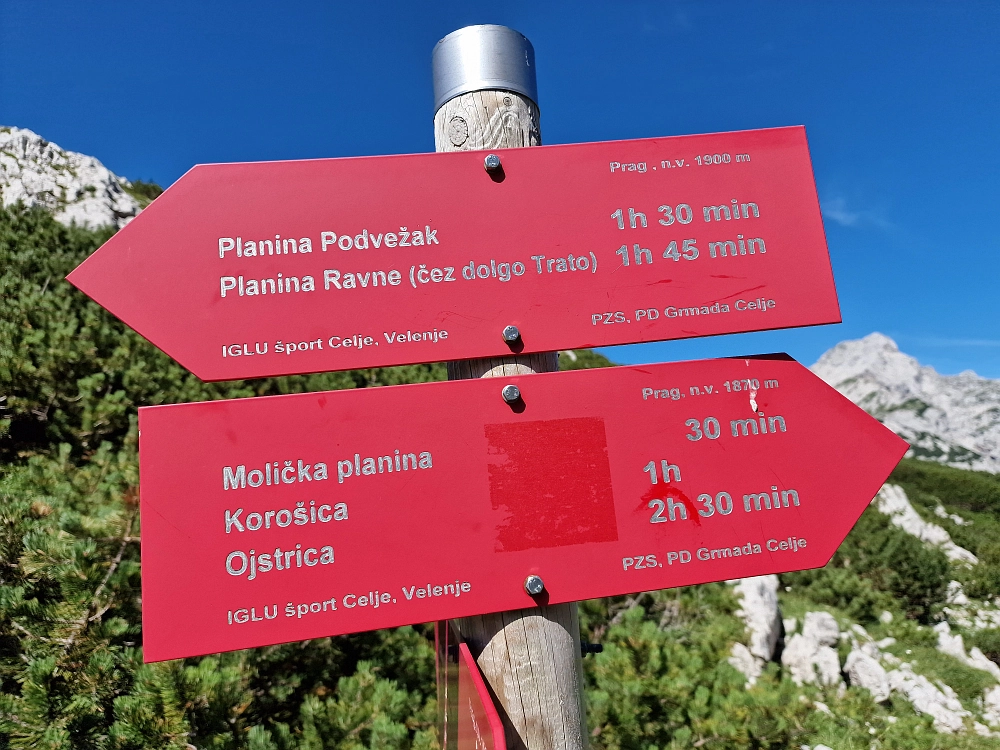 Prag , n.v. 1900 m
Planina Podvežak 1h 30 min
Planina Ravne (čez dolgo Trato) 1h 45 min
IGLU šport Celje, Velenje PZS, PD Grmada Celje
Prag, n.v. 1870 m
Molička planina 30 min
Korošica 1h
Ojstrica 2h 30 min
IGLU šport Celje, Velenje PZS, PD Grmada Celje